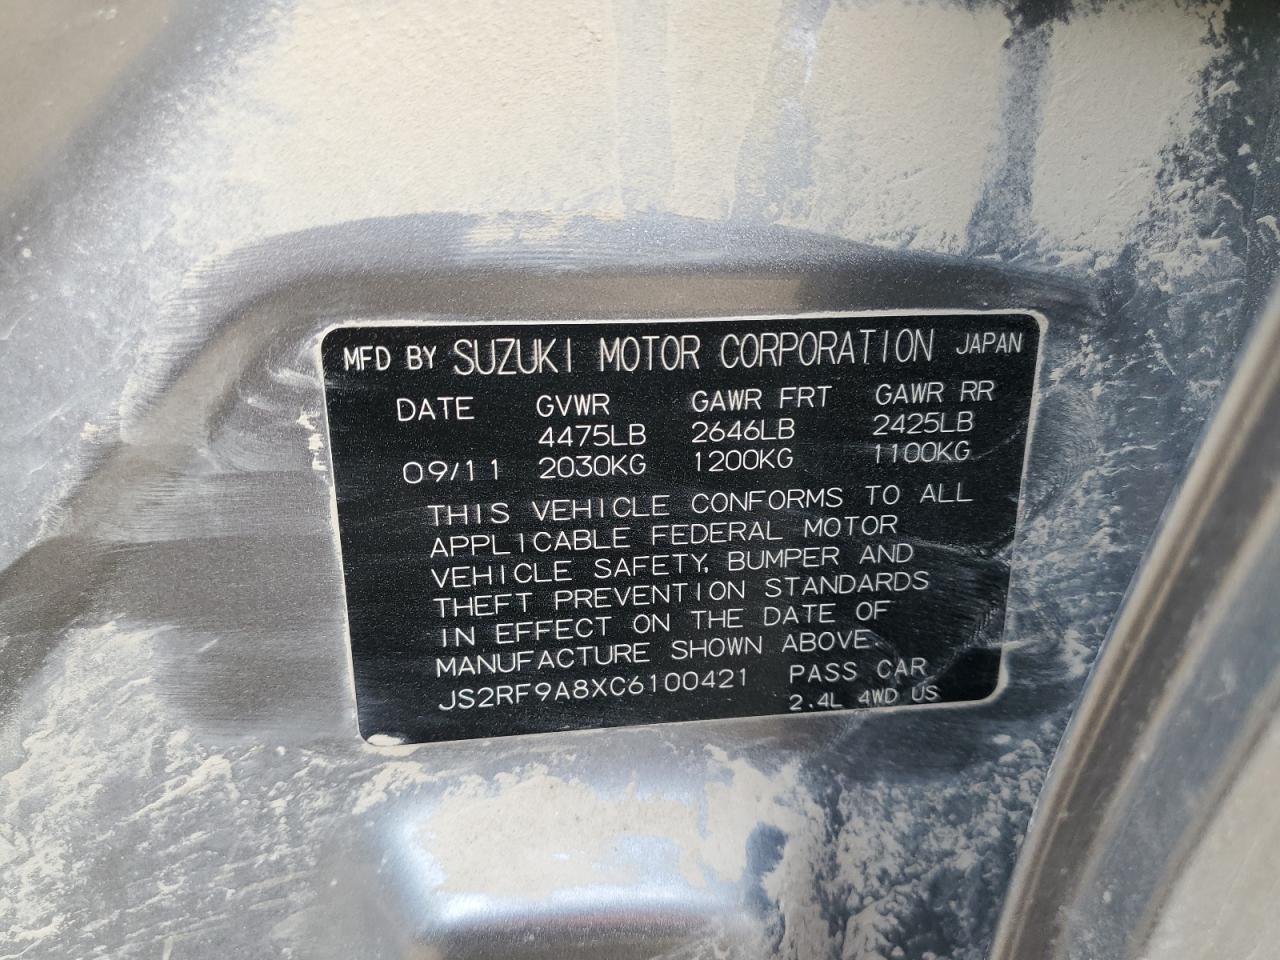 MFD BY SUZUKI MOTOR CORPORATION JAPAN
DATE GVWR GAWR FRT GAWR RR
4475LB 2646LB 2425LB
09/11 2030KG 1200KG 1100KG
THIS VEHICLE CONFORMS TO ALL
APPLICABLE FEDERAL MOTOR
VEHICLE SAFETY, BUMPER AND
THEFT PREVENTION STANDARDS
IN EFFECT ON THE DATE OF
MANUFACTURE SHOWN ABOVE.
JS2RF9A8XC6100421 PASS CAR
2.4L 4WD US